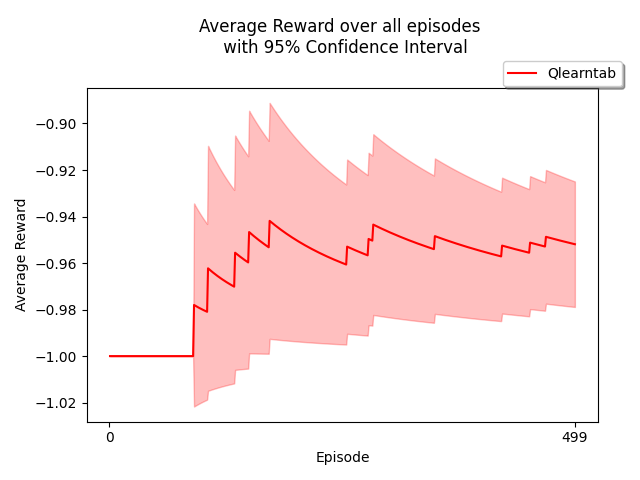 Average Reward over all episodes
with 95% Confidence Interval
Qlearntab
−0.90
−0.92
−0.94
−0.96
−0.98
−1.00
−1.02
Average Reward
0
499
Episode